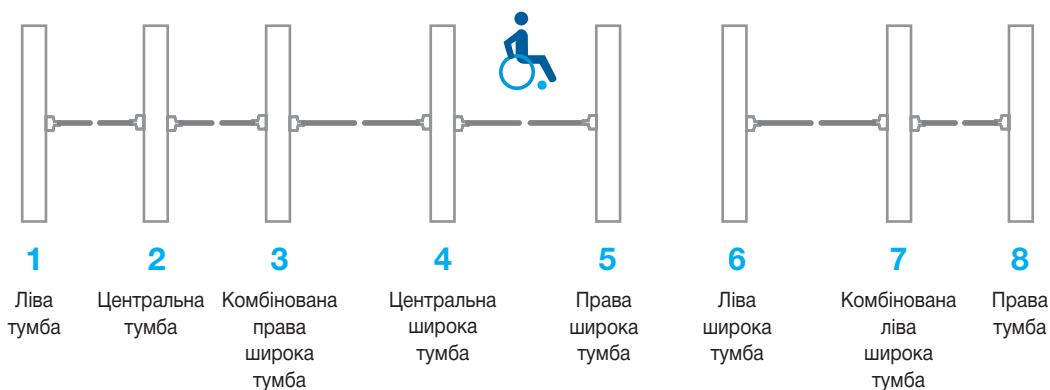 1
Ліва
тумба
2
Центральна
тумба
3
Комбінована
права
широка
тумба
4
Центральна
широка
тумба
5
Права
широка
тумба
6
Ліва
широка
тумба
7
Комбінована
ліва
широка
тумба
8
Права
тумба